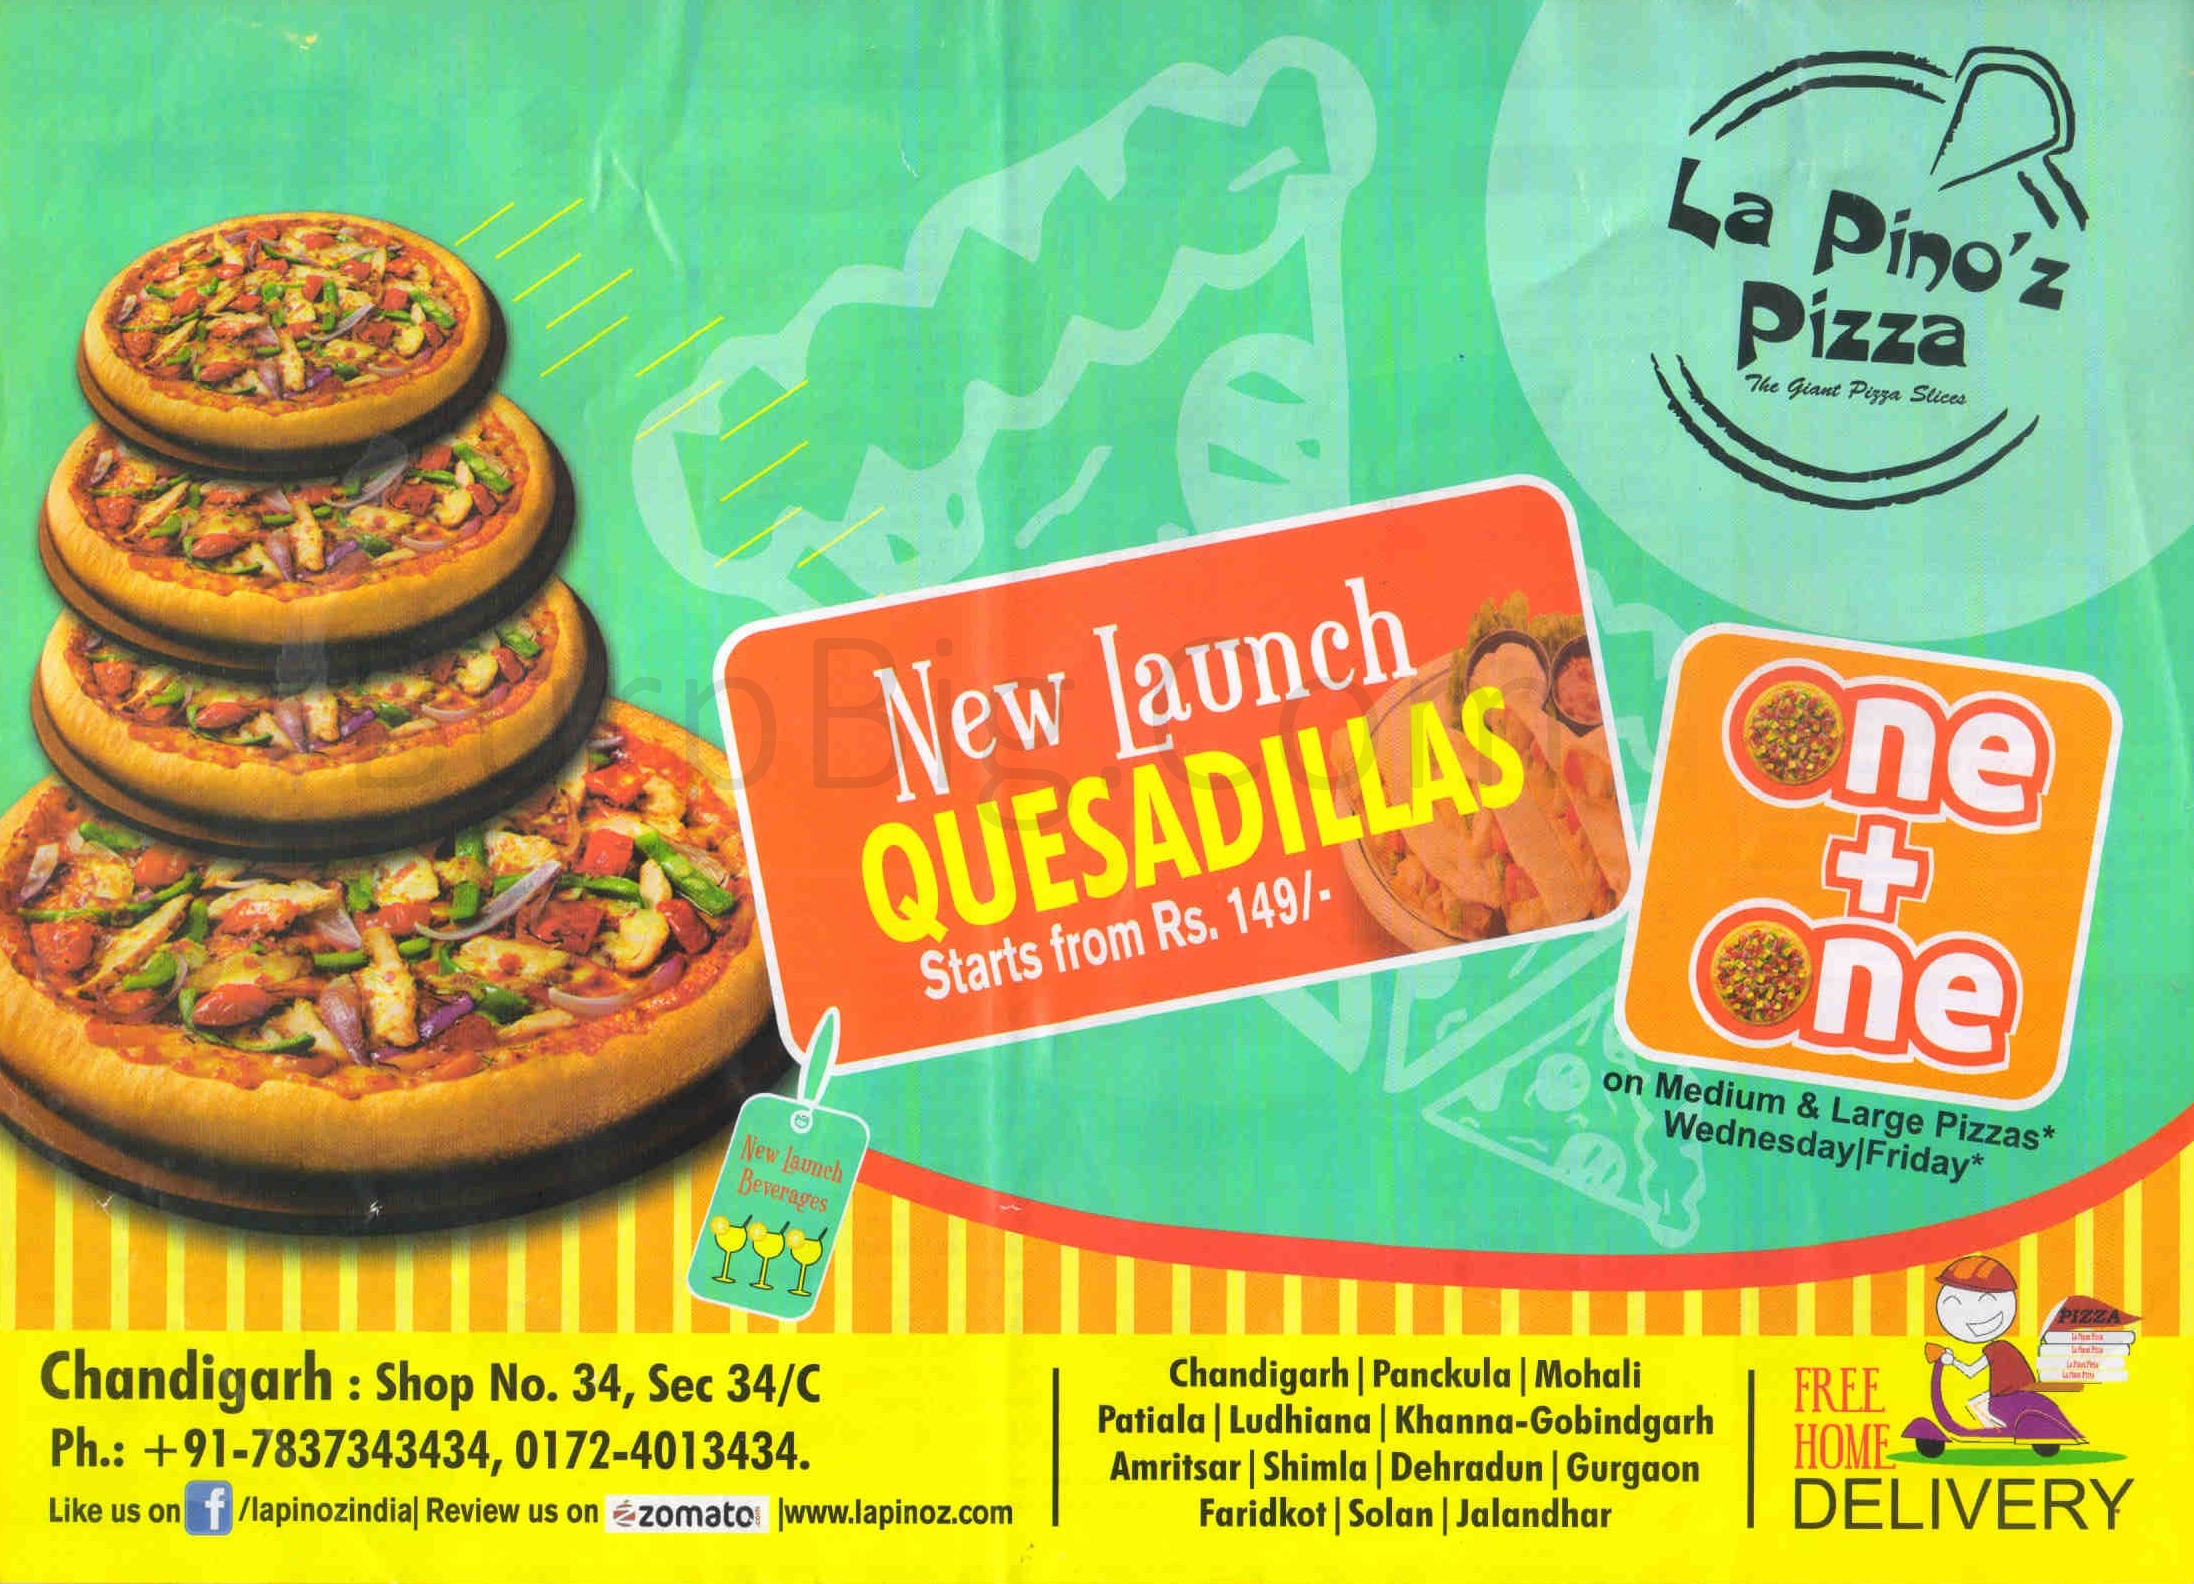 La Pino'z
Pizza
The Giant Pizza Slices
New Launch
QUESADILLAS
Starts from Rs. 149/-
One
+
One
on Medium & Large Pizzas*
Wednesday|Friday*
New Launch
Beverages
BurpBig.Com
Chandigarh : Shop No. 34, Sec 34/C
Ph.: +91-7837343434, 0172-4013434.
Like us on f /lapinozindia| Review us on zomato.com |www.lapinoz.com
Chandigarh | Panckula | Mohali
Patiala | Ludhiana | Khanna-Gobindgarh
Amritsar | Shimla | Dehradun | Gurgaon
Faridkot | Solan | Jalandhar
PIZZA
FREE
HOME
DELIVERY